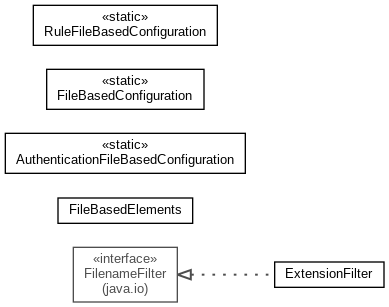 «static»
RuleFileBasedConfiguration
«static»
FileBasedConfiguration
«static»
AuthenticationFileBasedConfiguration
FileBasedElements
«interface»
FilenameFilter
(java.io)
ExtensionFilter